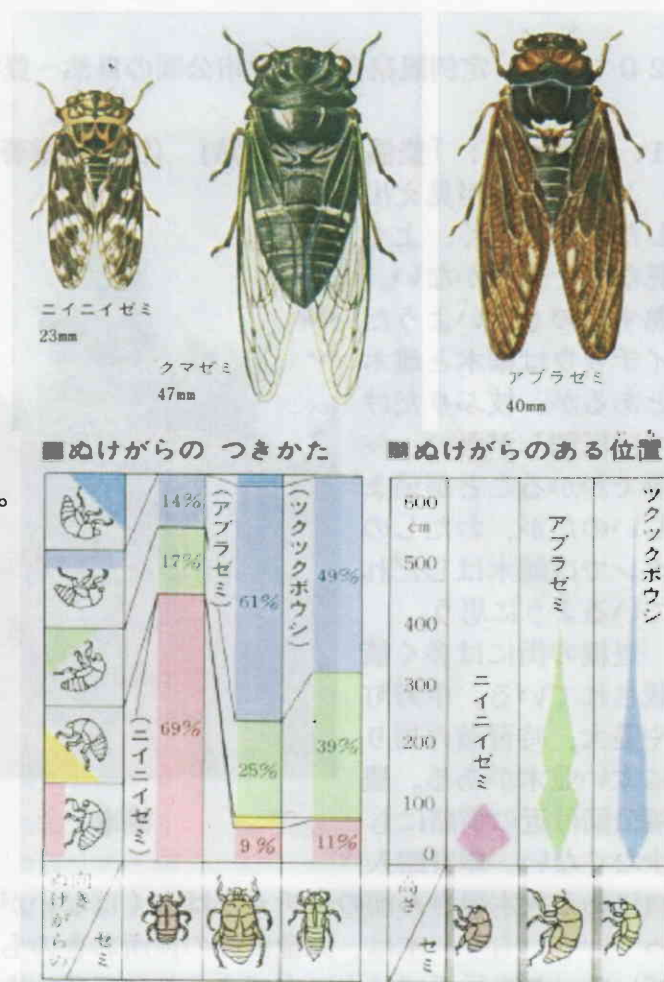 ニイニイゼミ
23mm
クマゼミ
47mm
アブラゼミ
40mm
■ぬけがらの つきかた
14%
17%
69%
(ニイニイゼミ)
(アブラゼミ)
61%
25%
9%
(ツクツクボウシ)
49%
39%
11%
ぬけがらの
向き
セミ
■ぬけがらのある位置
600
cm
500
400
300
200
100
0
ニイニイゼミ
アブラゼミ
ツクツクボウシ
セミ